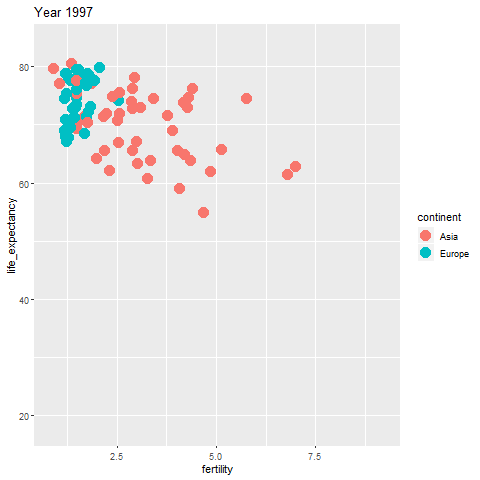 Year 1997
life_expectancy
80
60
40
20
2.5
5.0
7.5
fertility
continent
Asia
Europe